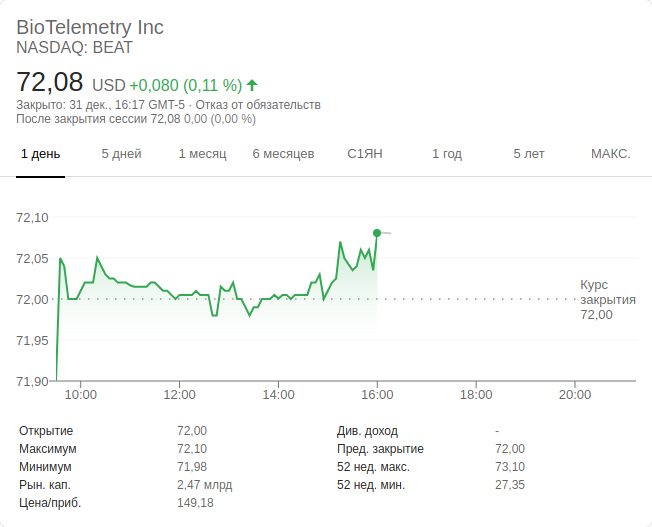 BioTelemetry Inc
NASDAQ: BEAT
72,08 USD +0,080 (0,11 %)
Закрыто: 31 дек., 16:17 GMT-5 · Отказ от обязательств
После закрытия сессии 72,08 0,00 (0,00 %)
1 день 5 дней 1 месяц 6 месяцев С1ЯН 1 год 5 лет МАКС.
72,10
72,05
72,00
71,95
71,90
Курс
закрытия
72,00
10:00 12:00 14:00 16:00 18:00 20:00
Открытие 72,00 Див. доход -
Максимум 72,10 Пред. закрытие 72,00
Минимум 71,98 52 нед. макс. 73,10
Рын. кап. 2,47 млрд 52 нед. мин. 27,35
Цена/приб. 149,18